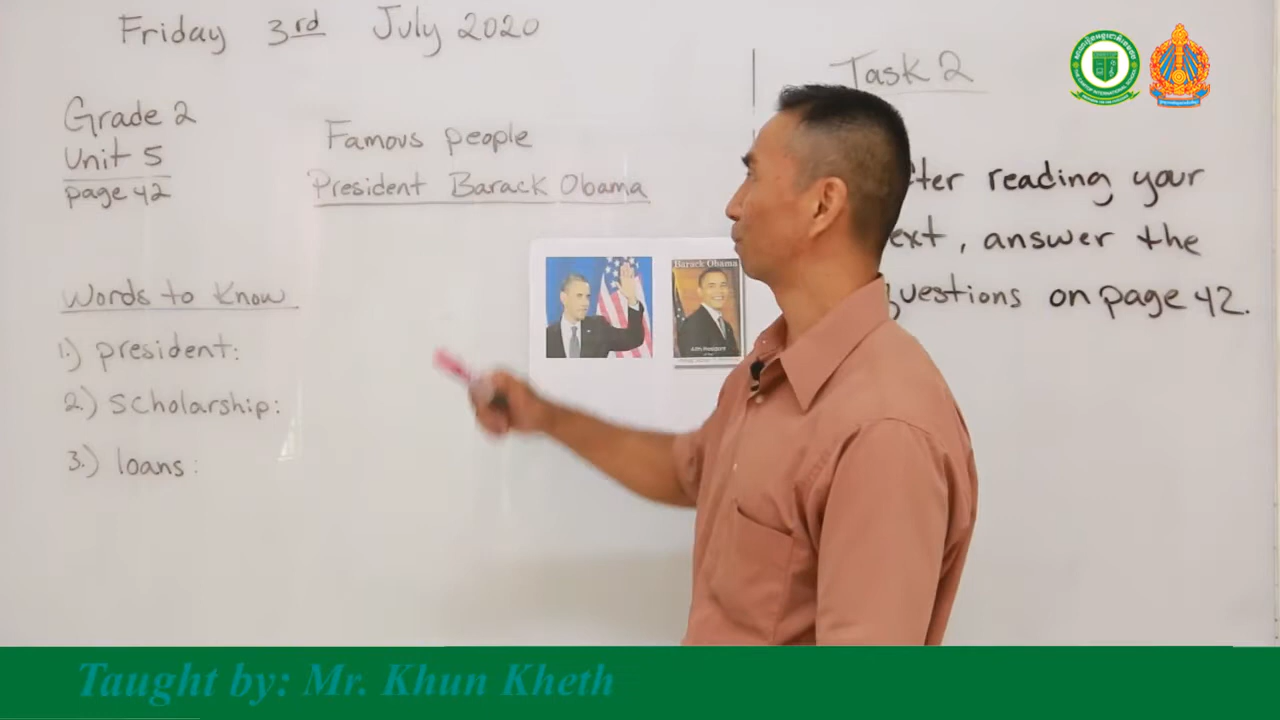 Friday 3rd July 2020
Grade 2
Unit 5
page 42
Famous people
President Barack Obama
Words to Know
1.) president:
2.) scholarship:
3.) loans:
Barack Obama
44th President
Task 2
ter reading your
ext, answer the
uestions on page 42.
Taught by: Mr. Khun Kheth